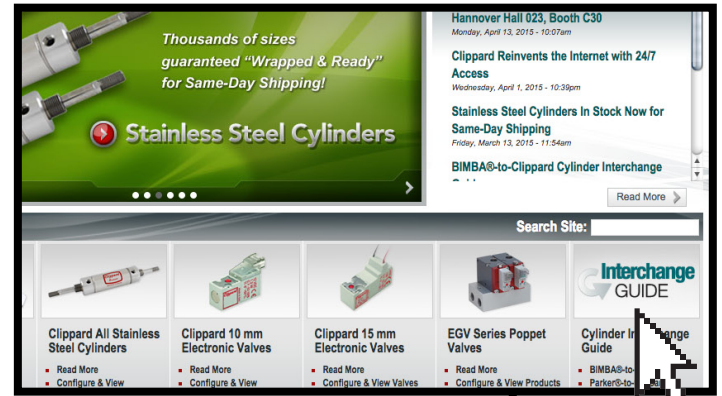 Thousands of sizes
guaranteed “Wrapped & Ready”
for Same-Day Shipping!
Stainless Steel Cylinders
Hannover Hall 023, Booth C30
Monday, April 13, 2015 - 10:07am
Clippard Reinvents the Internet with 24/7
Access
Wednesday, April 1, 2015 - 10:39pm
Stainless Steel Cylinders In Stock Now for
Same-Day Shipping
Friday, March 13, 2015 - 11:54am
BIMBA®-to-Clippard Cylinder Interchange
Read More
Search Site:
Interchange
GUIDE
Clippard All Stainless
Steel Cylinders
Read More
Configure & View
Clippard 10 mm
Electronic Valves
Read More
Configure & View
Clippard 15 mm
Electronic Valves
Read More
Configure & View Valves
EGV Series Poppet
Valves
Read More
Configure & View Products
Cylinder
Guide
BIMBA®-to-
Parker®-to-